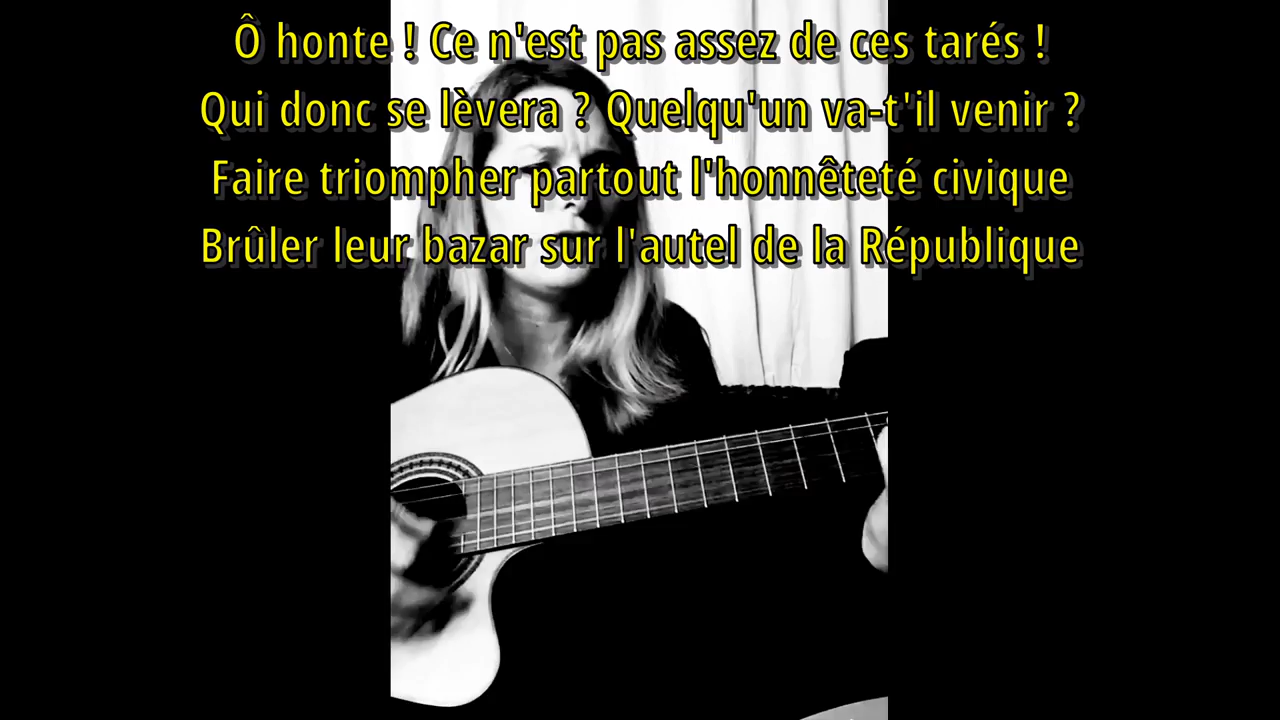 Ô honte ! Ce n'est pas assez de ces tarés !
Qui donc se lèvera ? Quelqu'un va-t'il venir ?
Faire triompher partout l'honnêteté civique
Brûler leur bazar sur l'autel de la République